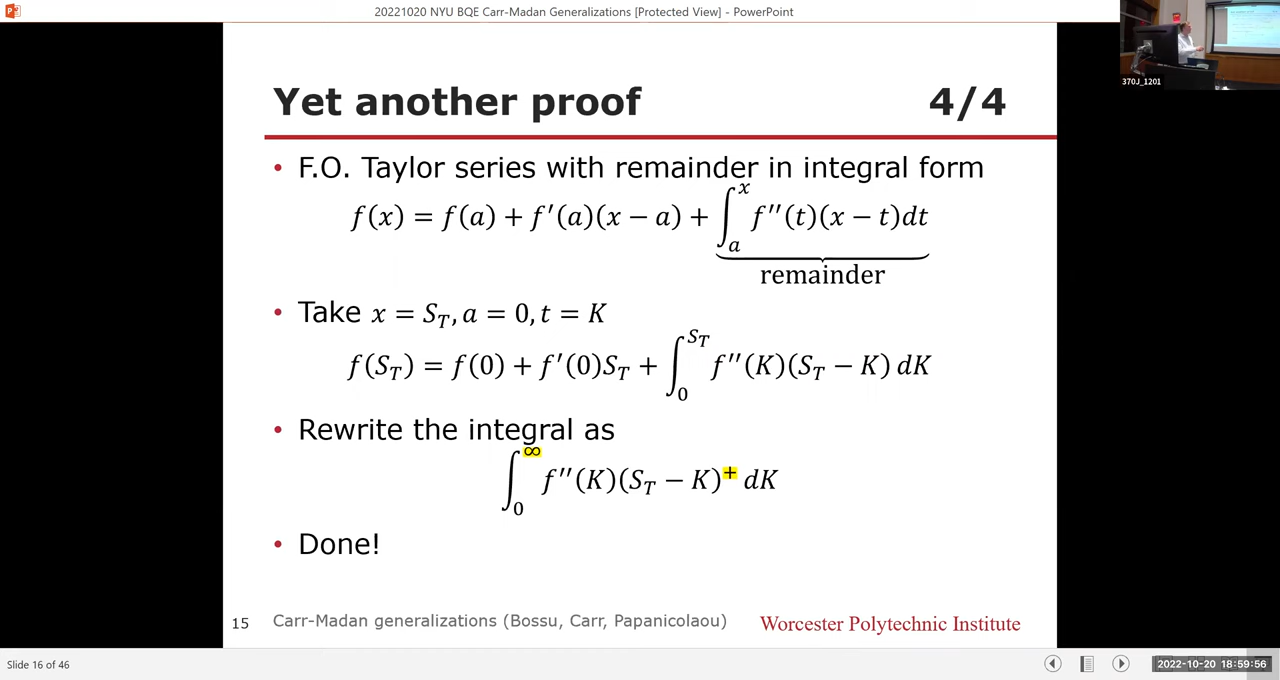 20221020 NYU BQE Carr-Madan Generalizations [Protected View] - PowerPoint
370J_1201
Yet another proof 4/4
• F.O. Taylor series with remainder in integral form
f(x) = f(a) + f′(a)(x − a) + ∫_a^x f′′(t)(x − t)dt
remainder
• Take x = S_T, a = 0, t = K
f(S_T) = f(0) + f′(0)S_T + ∫_0^{S_T} f′′(K)(S_T − K) dK
• Rewrite the integral as
∫_0^∞ f′′(K)(S_T − K)^+ dK
• Done!
15 Carr-Madan generalizations (Bossu, Carr, Papanicolaou) Worcester Polytechnic Institute
Slide 16 of 46 2022-10-20 18:59:56